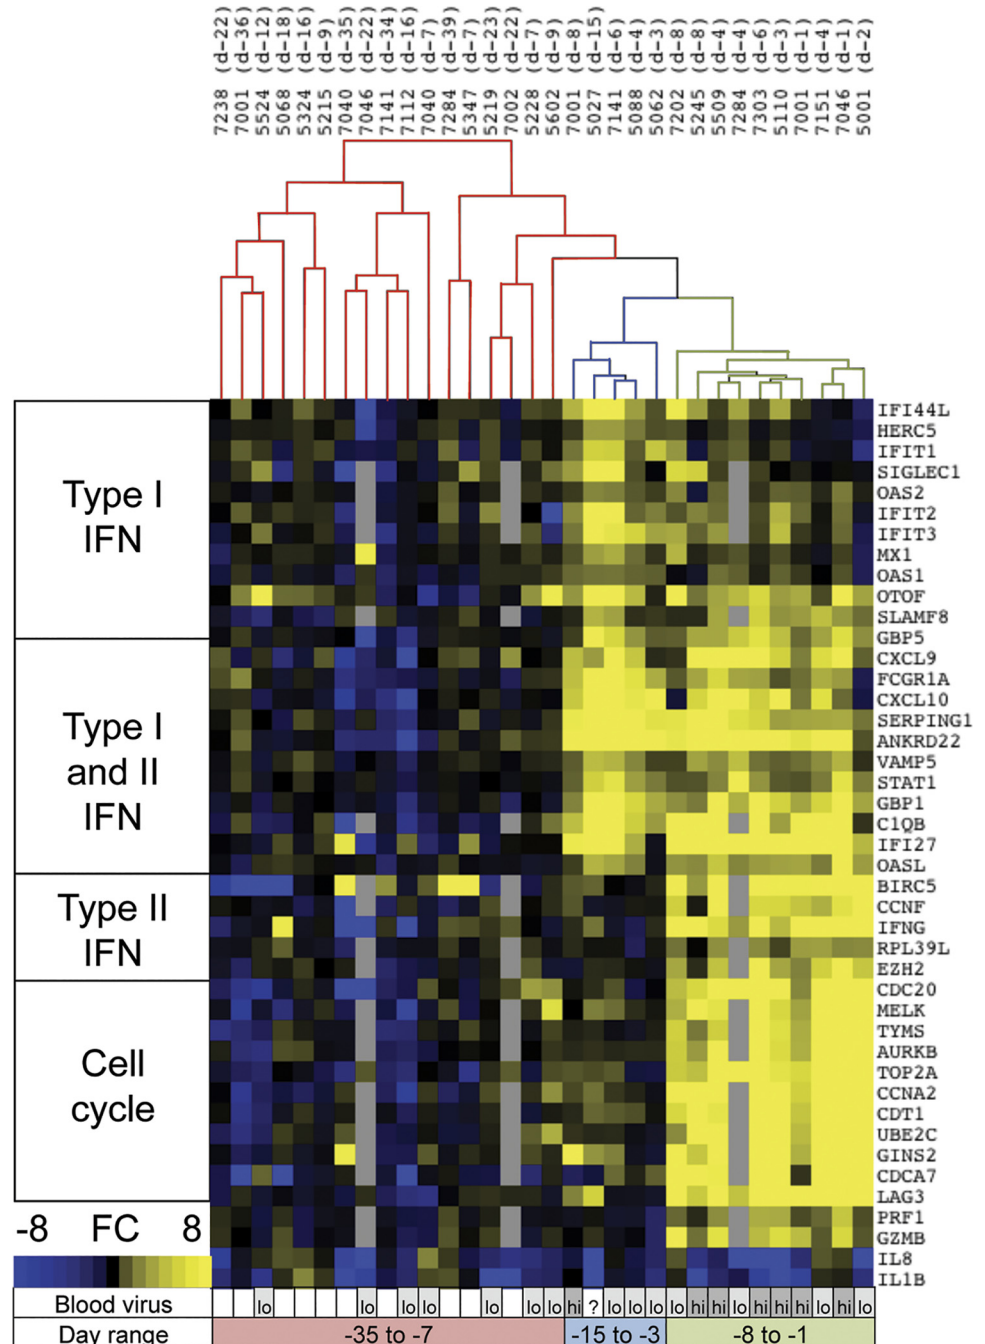 7238 (d-22)
7001 (d-36)
5524 (d-12)
5068 (d-18)
5324 (d-16)
5215 (d-9)
7040 (d-35)
7046 (d-22)
7141 (d-34)
7112 (d-16)
7040 (d-7)
7284 (d-39)
5347 (d-7)
5219 (d-23)
7002 (d-22)
5228 (d-7)
5602 (d-9)
7001 (d-8)
5027 (d-15)
7141 (d-6)
5088 (d-4)
5062 (d-3)
7202 (d-8)
5245 (d-8)
5509 (d-4)
7284 (d-4)
7303 (d-6)
5110 (d-3)
7001 (d-1)
7151 (d-4)
7046 (d-1)
5001 (d-2)
Type I
IFN
Type I
and II
IFN
Type II
IFN
Cell
cycle
IFI44L
HERC5
IFIT1
SIGLEC1
OAS2
IFIT2
IFIT3
MX1
OAS1
OTOF
SLAMF8
GBP5
CXCL9
FCGR1A
CXCL10
SERPING1
ANKRD22
VAMP5
STAT1
GBP1
C1QB
IFI27
OASL
BIRC5
CCNF
IFNG
RPL39L
EZH2
CDC20
MELK
TYMS
AURKB
TOP2A
CCNA2
CDT1
UBE2C
GINS2
CDCA7
LAG3
PRF1
GZMB
IL8
IL1B
-8 FC 8
Blood virus lo lo lo lo lo lo lo hi ? lo lo lo lo hi hi lo hi hi hi lo hi lo
Day range -35 to -7 -15 to -3 -8 to -1